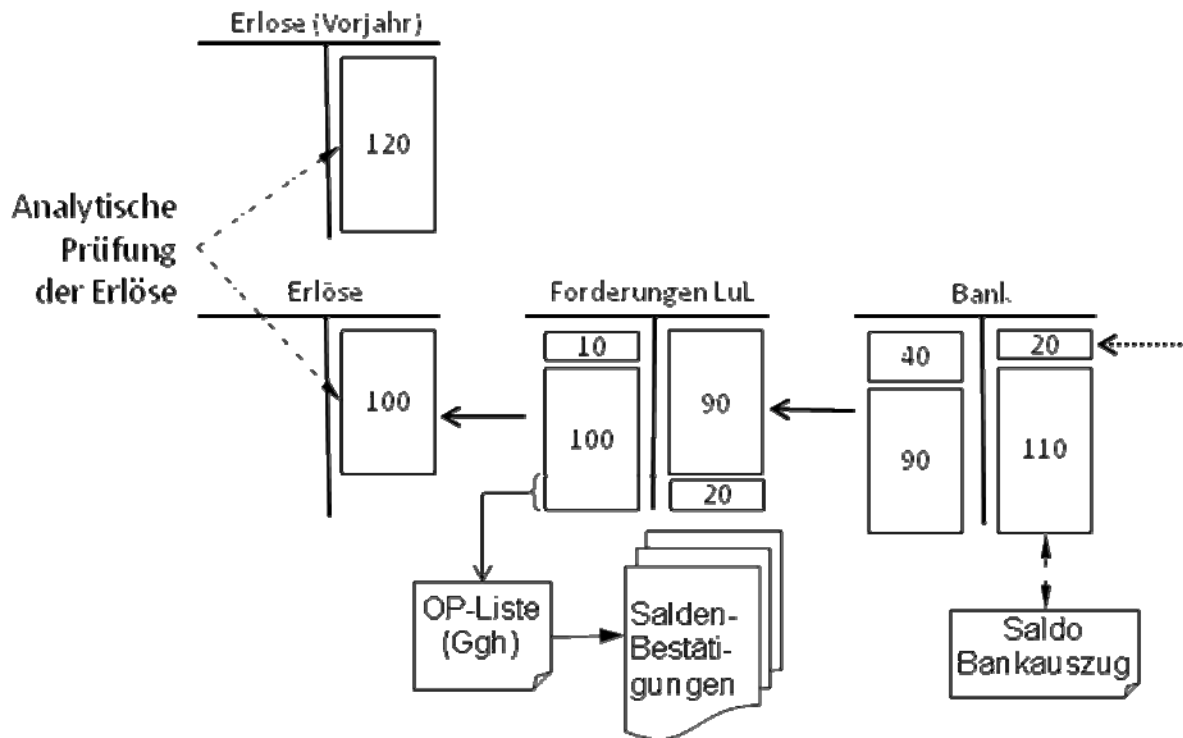 Erlose (Vorjahr)
120
Analytische
Prüfung
der Erlöse
Erlöse
100
Forderungen LuL
10
100
90
20
Bank
40
90
20
110
OP-Liste
(Ggh)
Salden-
Bestäti-
gungen
Saldo
Bankauszug